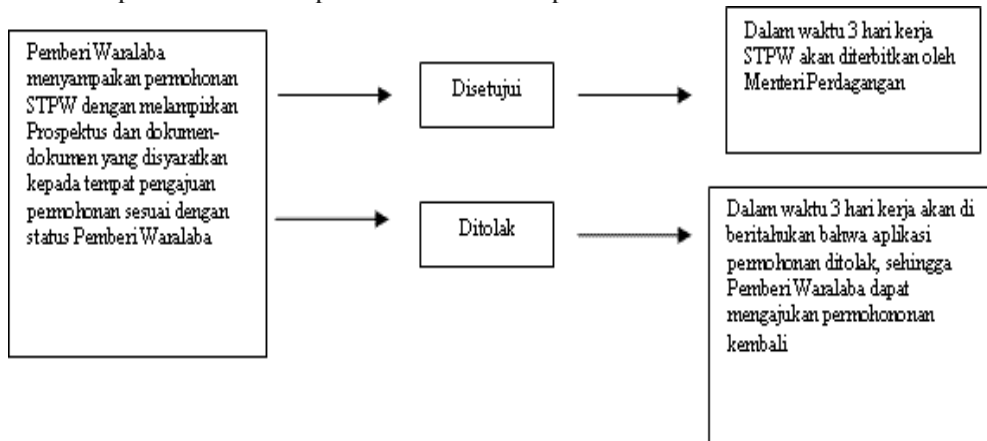 Pemberi Waralaba
menyampaikan permohonan
STPW dengan melampirkan
Prospektus dan dokumen-
dokumen yang disyaratkan
kepada tempat pengajuan
permohonan sesuai dengan
status Pemberi Waralaba
Disetujui
Dalam waktu 3 hari kerja
STPW akan diterbitkan oleh
Menteri Perdagangan
Ditolak
Dalam waktu 3 hari kerja akan di
beritahukan bahwa aplikasi
permohonan ditolak, sehingga
Pemberi Waralaba dapat
mengajukan permohononan
kembali